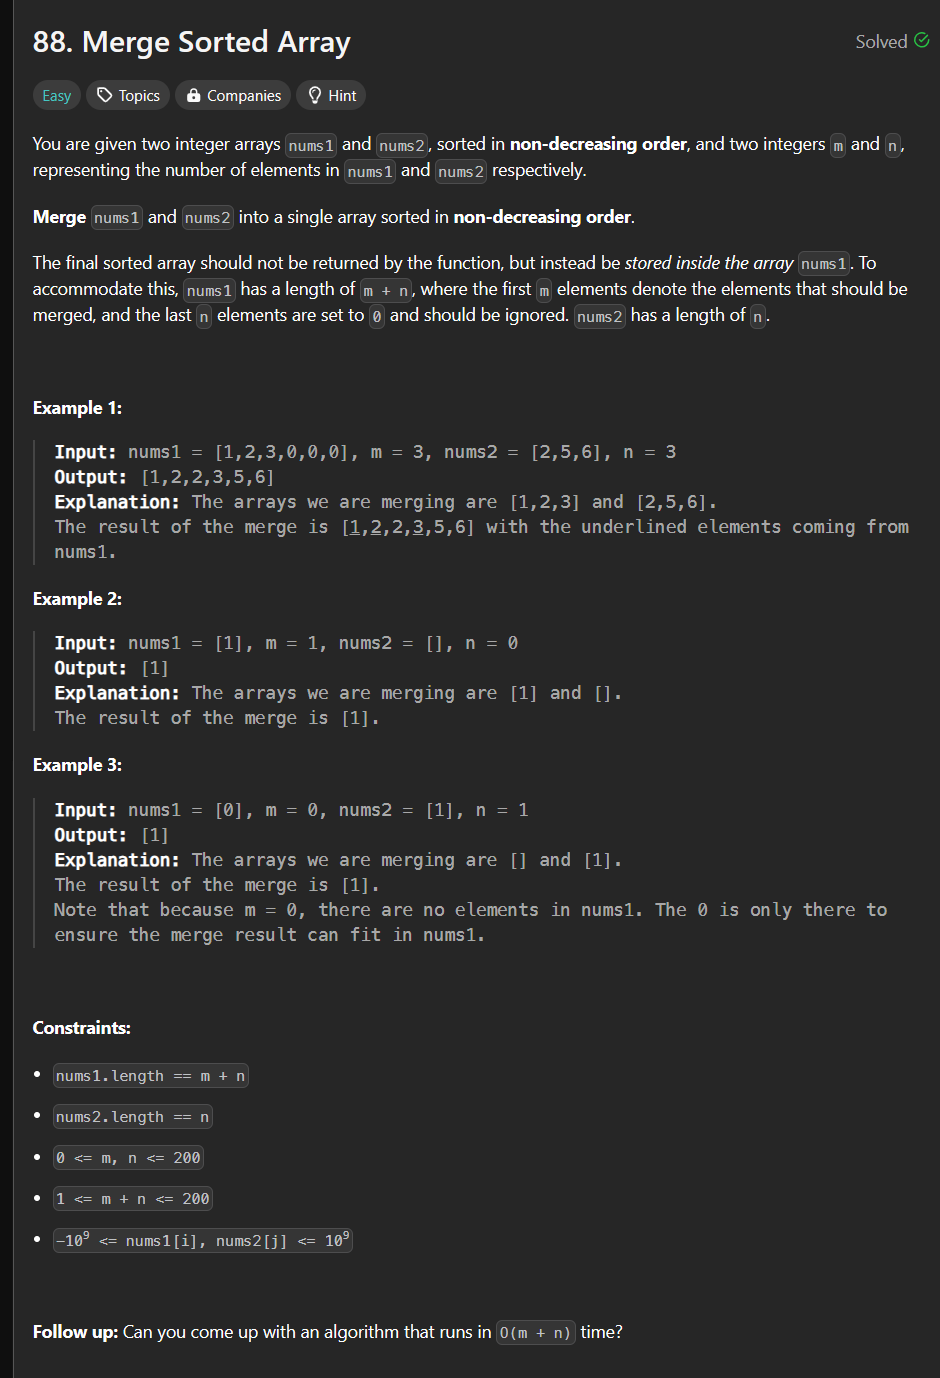 88. Merge Sorted Array
Solved
Easy Topics Companies Hint
You are given two integer arrays nums1 and nums2, sorted in non-decreasing order, and two integers m and n,
representing the number of elements in nums1 and nums2 respectively.
Merge nums1 and nums2 into a single array sorted in non-decreasing order.
The final sorted array should not be returned by the function, but instead be stored inside the array nums1. To
accommodate this, nums1 has a length of m + n, where the first m elements denote the elements that should be
merged, and the last n elements are set to 0 and should be ignored. nums2 has a length of n.
Example 1:
Input: nums1 = [1,2,3,0,0,0], m = 3, nums2 = [2,5,6], n = 3
Output: [1,2,2,3,5,6]
Explanation: The arrays we are merging are [1,2,3] and [2,5,6].
The result of the merge is [1,2,2,3,5,6] with the underlined elements coming from
nums1.
Example 2:
Input: nums1 = [1], m = 1, nums2 = [], n = 0
Output: [1]
Explanation: The arrays we are merging are [1] and [].
The result of the merge is [1].
Example 3:
Input: nums1 = [0], m = 0, nums2 = [1], n = 1
Output: [1]
Explanation: The arrays we are merging are [] and [1].
The result of the merge is [1].
Note that because m = 0, there are no elements in nums1. The 0 is only there to
ensure the merge result can fit in nums1.
Constraints:
• nums1.length == m + n
• nums2.length == n
• 0 <= m, n <= 200
• 1 <= m + n <= 200
• -10⁹ <= nums1[i], nums2[j] <= 10⁹
Follow up: Can you come up with an algorithm that runs in O(m + n) time?